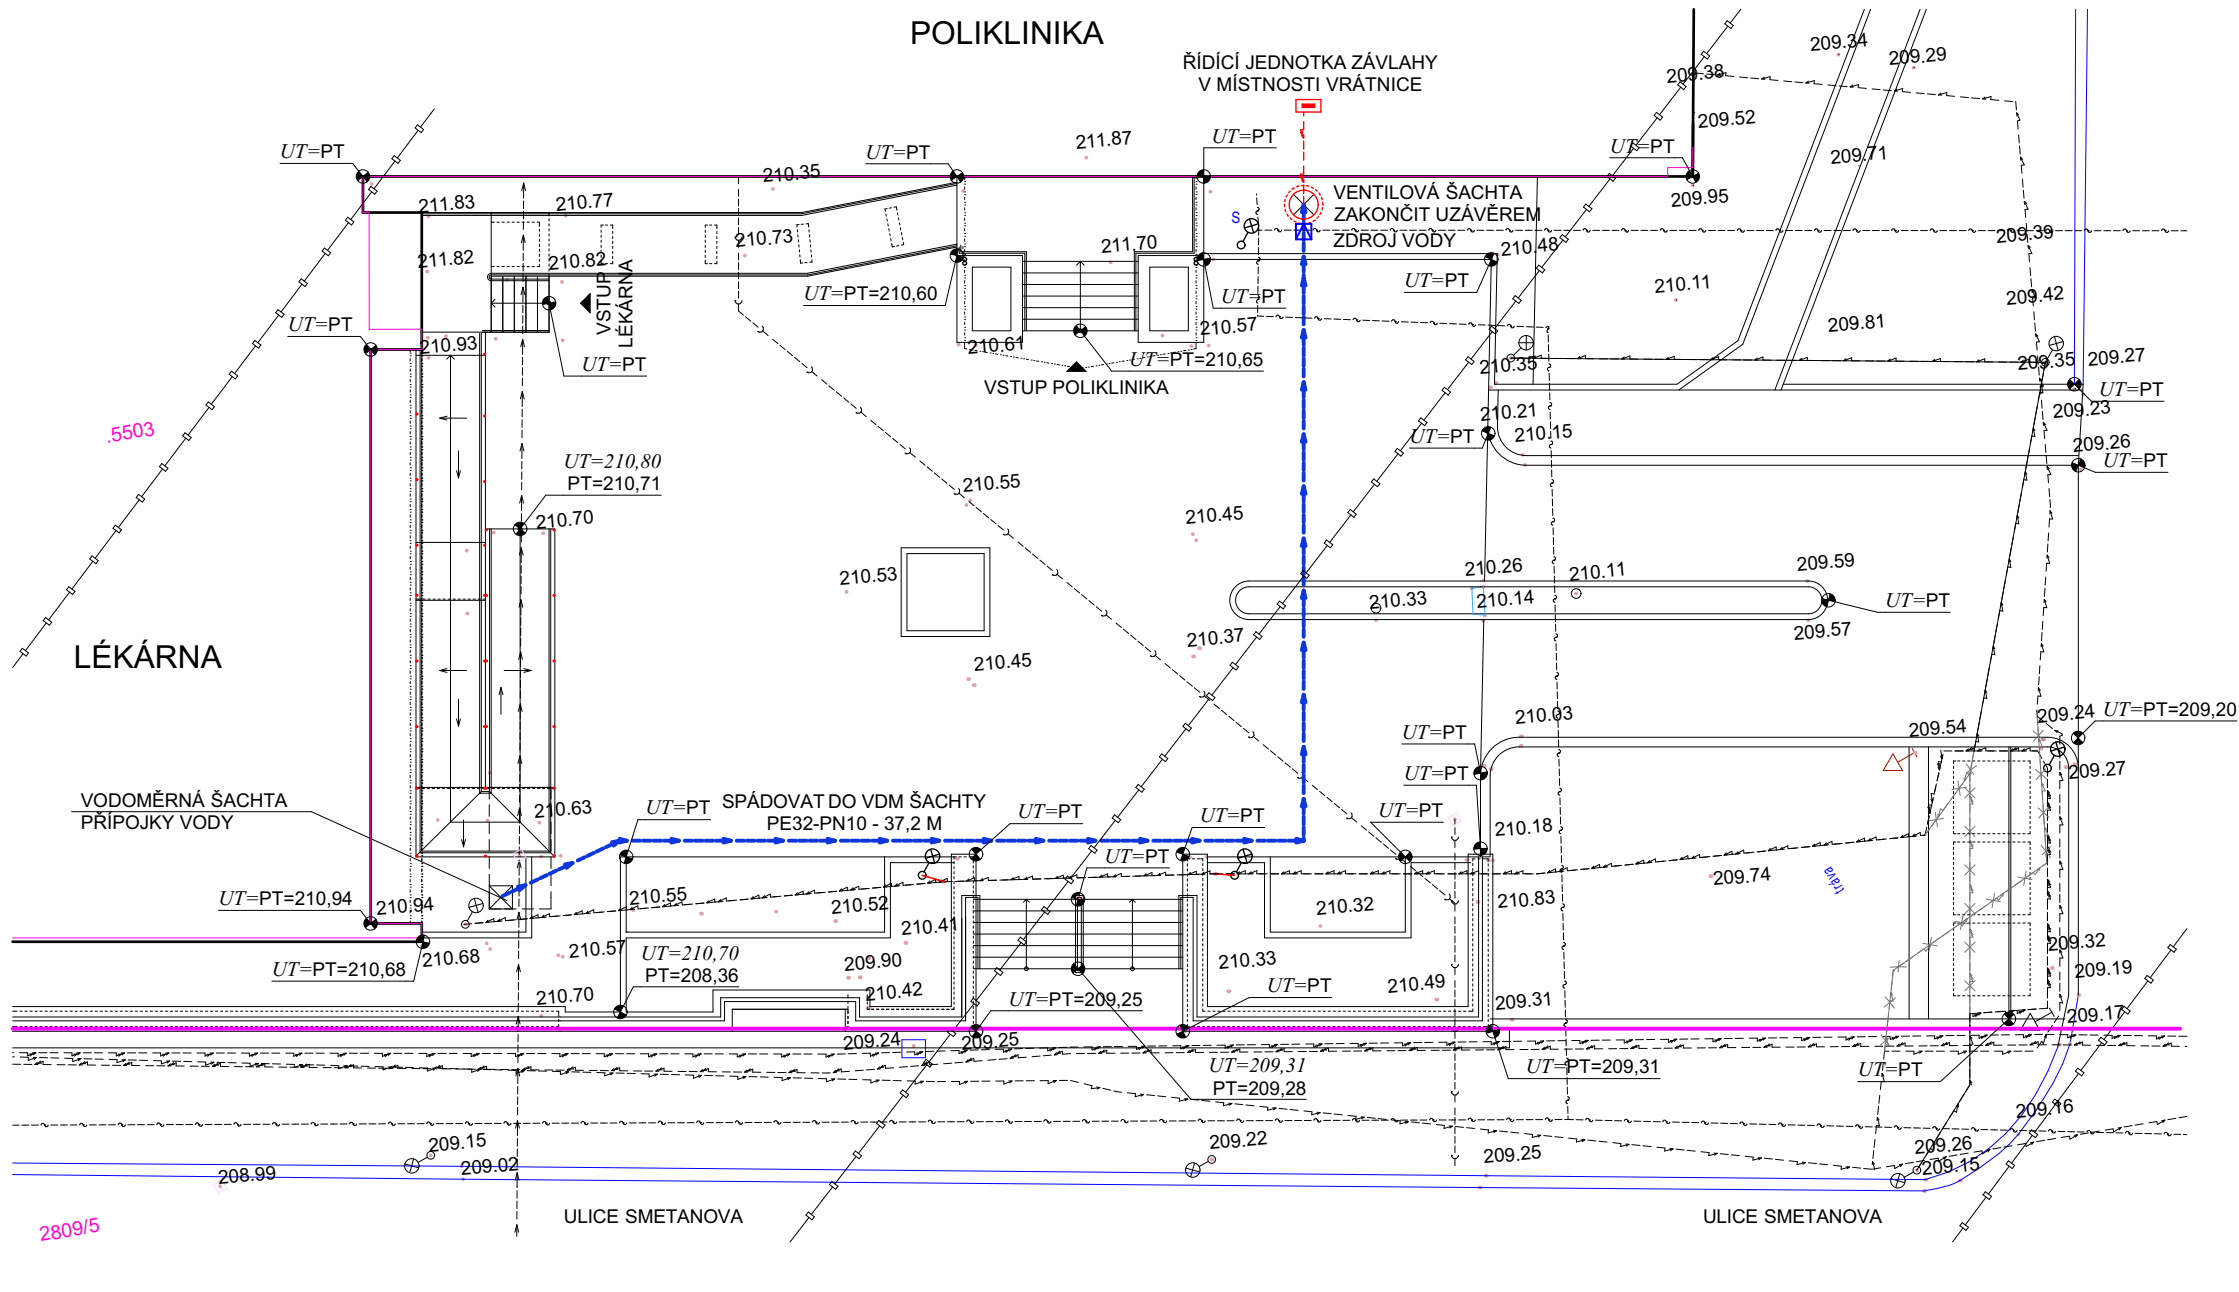 POLIKLINIKA
ŘÍDÍCÍ JEDNOTKA ZÁVLAHY
V MÍSTNOSTI VRÁTNICE
209.34
209.29
209.38
209.52
209.71
211.87
UT=PT
UT=PT
UT=PT
UT=PT
210.35
211.83
210.77
VENTILOVÁ ŠACHTA
ZAKONČIT UZÁVĚREM
ZDROJ VODY
S
209.95
210.73
211.70
210.48
209.39
211.82
210.82
VSTUP
LÉKÁRNA
UT=PT=210,60
UT=PT
UT=PT
210.11
209.42
UT=PT
210.93
210.61
210.57
209.81
UT=PT
UT=PT=210,65
210.35
209.35
209.27
VSTUP POLIKLINIKA
UT=PT
209.23
210.21
210.15
UT=PT
.5503
209.26
UT=PT
UT=210,80
PT=210,71
210.55
210.70
210.45
210.53
210.26
210.11
209.59
210.33
210.14
UT=PT
209.57
210.37
LÉKÁRNA
210.45
210.03
209.54
209.24
UT=PT=209,20
UT=PT
UT=PT
209.27
VODOMĚRNÁ ŠACHTA
PŘÍPOJKY VODY
210.63
UT=PT
SPÁDOVAT DO VDM ŠACHTY
PE32-PN10 - 37,2 M
UT=PT
UT=PT
UT=PT
210.18
UT=PT
209.74
tráva
UT=PT=210,94
210.94
210.55
210.52
210.32
210.83
210.41
210.68
210.57
UT=210,70
PT=208,36
209.90
210.33
209.32
UT=PT=210,68
209.19
210.70
210.42
UT=PT=209,25
UT=PT
210.49
209.31
209.17
209.24
209.25
UT=209,31
PT=209,28
UT=PT=209,31
UT=PT
209.16
209.15
209.22
209.26
209.02
209.25
209.15
208.99
2809/5
ULICE SMETANOVA
ULICE SMETANOVA